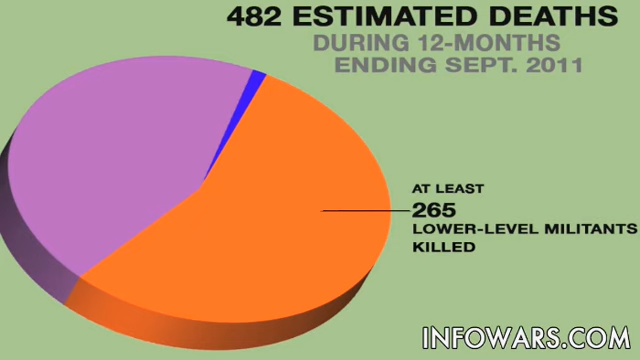 482 ESTIMATED DEATHS
DURING 12-MONTHS
ENDING SEPT. 2011
AT LEAST
265
LOWER-LEVEL MILITANTS
KILLED
INFOWARS.COM